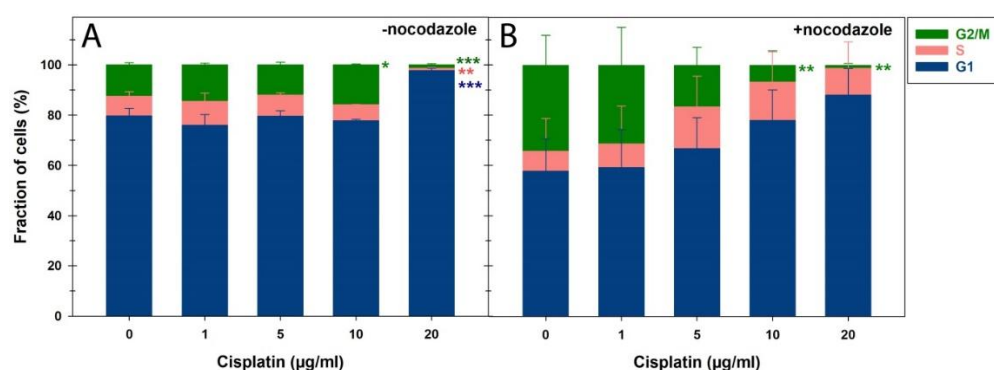 A
-nocodazole
B
+nocodazole
G2/M
S
G1
Fraction of cells (%)
100
80
60
40
20
0
*
***
**
***
**
**
0 1 5 10 20
0 1 5 10 20
Cisplatin (µg/ml)
Cisplatin (µg/ml)